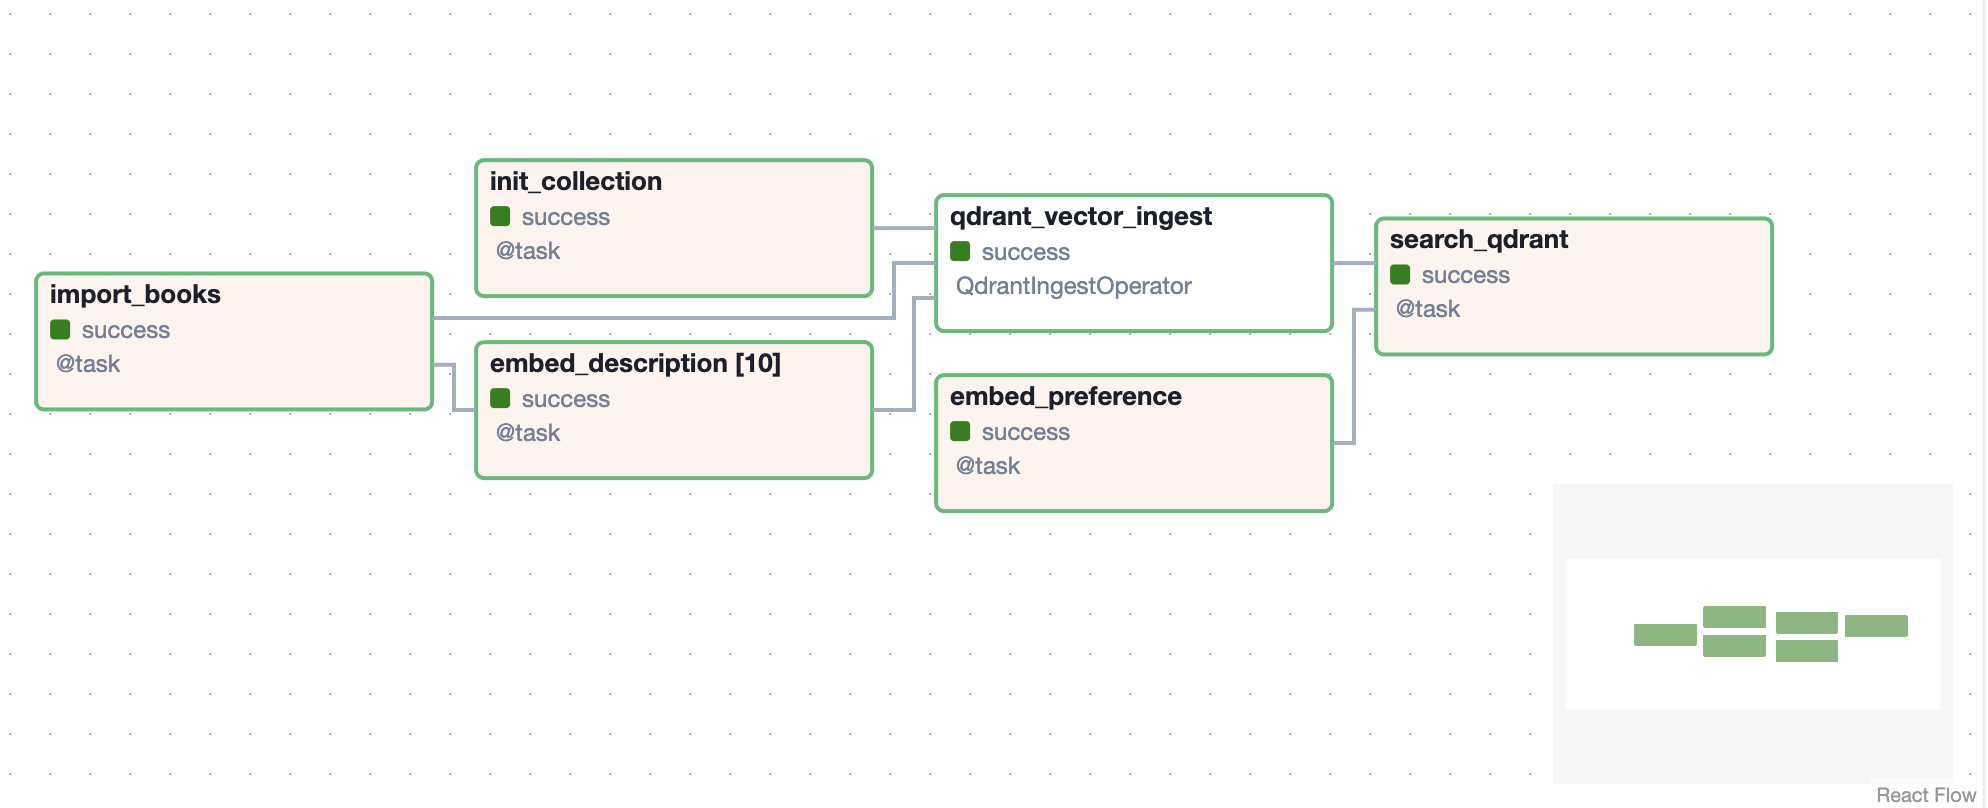 import_books
success
@task
init_collection
success
@task
embed_description [10]
success
@task
qdrant_vector_ingest
success
QdrantIngestOperator
embed_preference
success
@task
search_qdrant
success
@task
React Flow